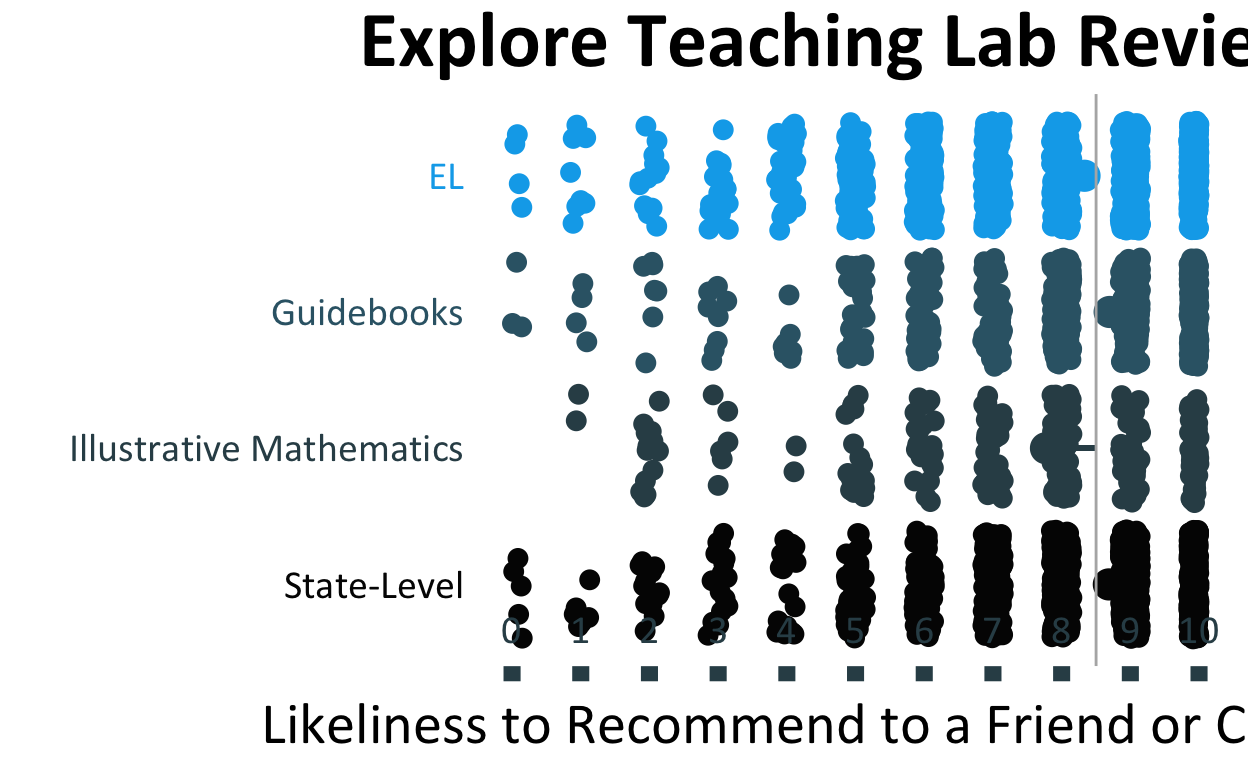 Explore Teaching Lab Revie
EL
Guidebooks
Illustrative Mathematics
State-Level
0 1 2 3 4 5 6 7 8 9 10
Likeliness to Recommend to a Friend or C